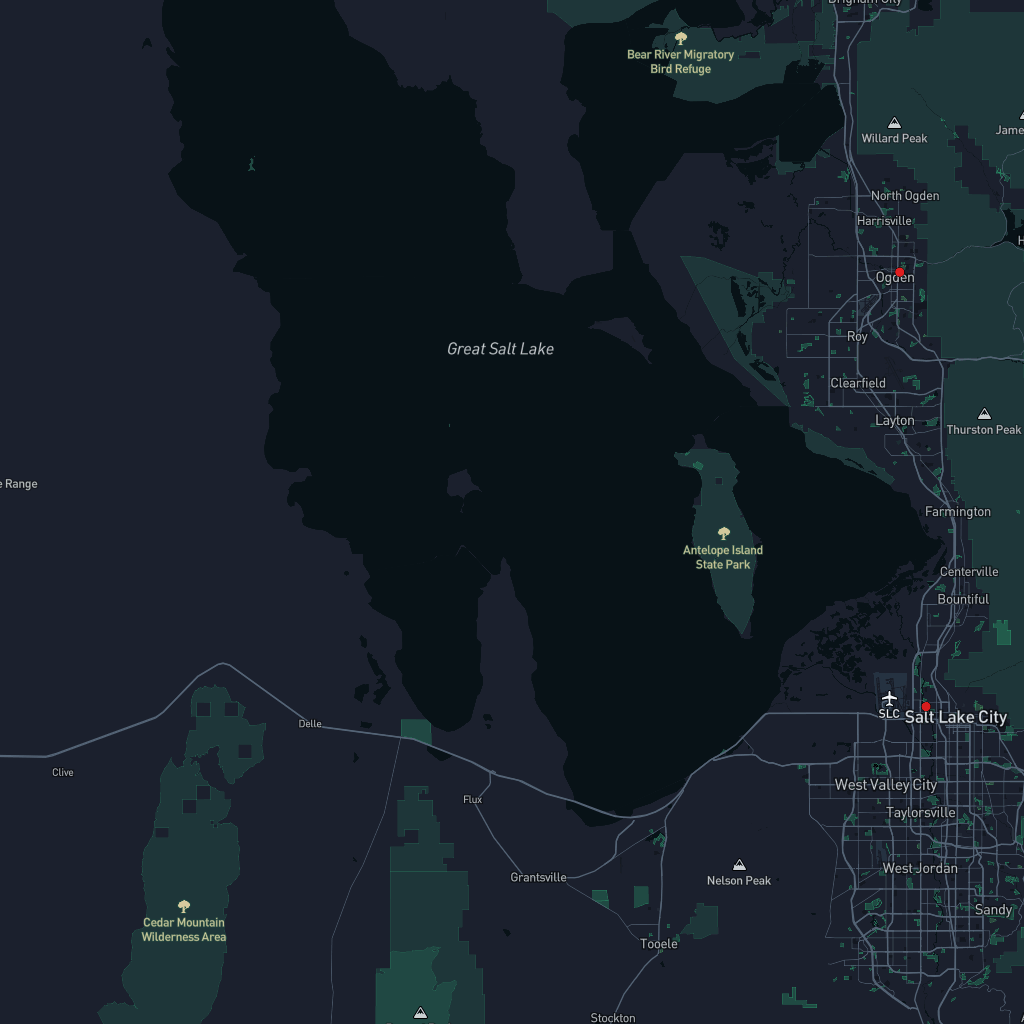 Brigham City
Bear River Migratory
Bird Refuge
Willard Peak
Jame
North Ogden
Harrisville
H
Ogden
Roy
Great Salt Lake
Clearfield
Layton
Thurston Peak
e Range
Farmington
Antelope Island
State Park
Centerville
Bountiful
SLC
Salt Lake City
Delle
Clive
West Valley City
Flux
Taylorsville
West Jordan
Grantsville
Nelson Peak
Sandy
Cedar Mountain
Wilderness Area
Tooele
Stockton